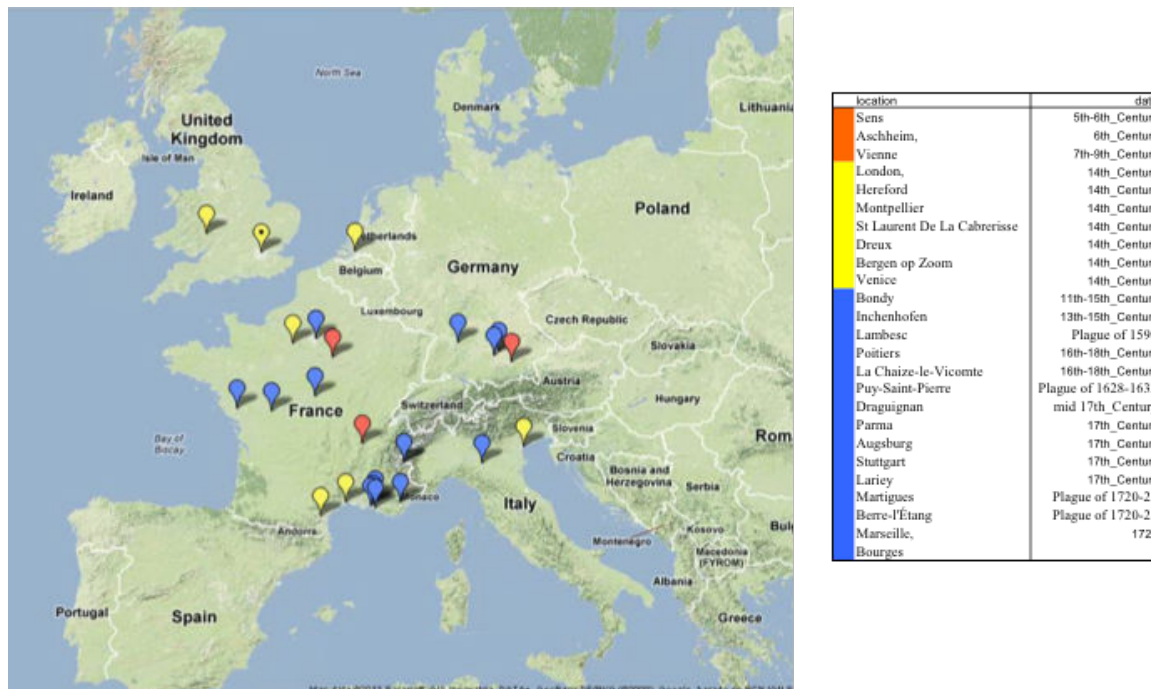 North Sea
Denmark
Lithuania
United
Kingdom
Isle of Man
Ireland
Poland
Netherlands
Belgium
Germany
Luxembourg
Czech Republic
Slovakia
Austria
Switzerland
Hungary
France
Slovenia
Bay of
Biscay
Croatia
Rom
Bosnia and
Herzegovina
Serbia
Monaco
Italy
Andorra
Kosovo
Bulg
Montenegro
Macedonia
(FYROM)
Albania
Portugal
Spain
Greece
location dat
Sens 5th-6th_Centur
Aschheim, 6th_Centur
Vienne 7th-9th_Centur
London, 14th_Centur
Hereford 14th_Centur
Montpellier 14th_Centur
St Laurent De La Cabrerisse 14th_Centur
Dreux 14th_Centur
Bergen op Zoom 14th_Centur
Venice 14th_Centur
Bondy 11th-15th_Centur
Inchenhofen 13th-15th_Centur
Lambesc Plague of 159
Poitiers 16th-18th_Centur
La Chaize-le-Vicomte 16th-18th_Centur
Puy-Saint-Pierre Plague of 1628-163
Draguignan mid 17th_Centur
Parma 17th_Centur
Augsburg 17th_Centur
Stuttgart 17th_Centur
Lariey 17th_Centur
Martigues Plague of 1720-2
Berre-l'Étang Plague of 1720-2
Marseille, 172
Bourges